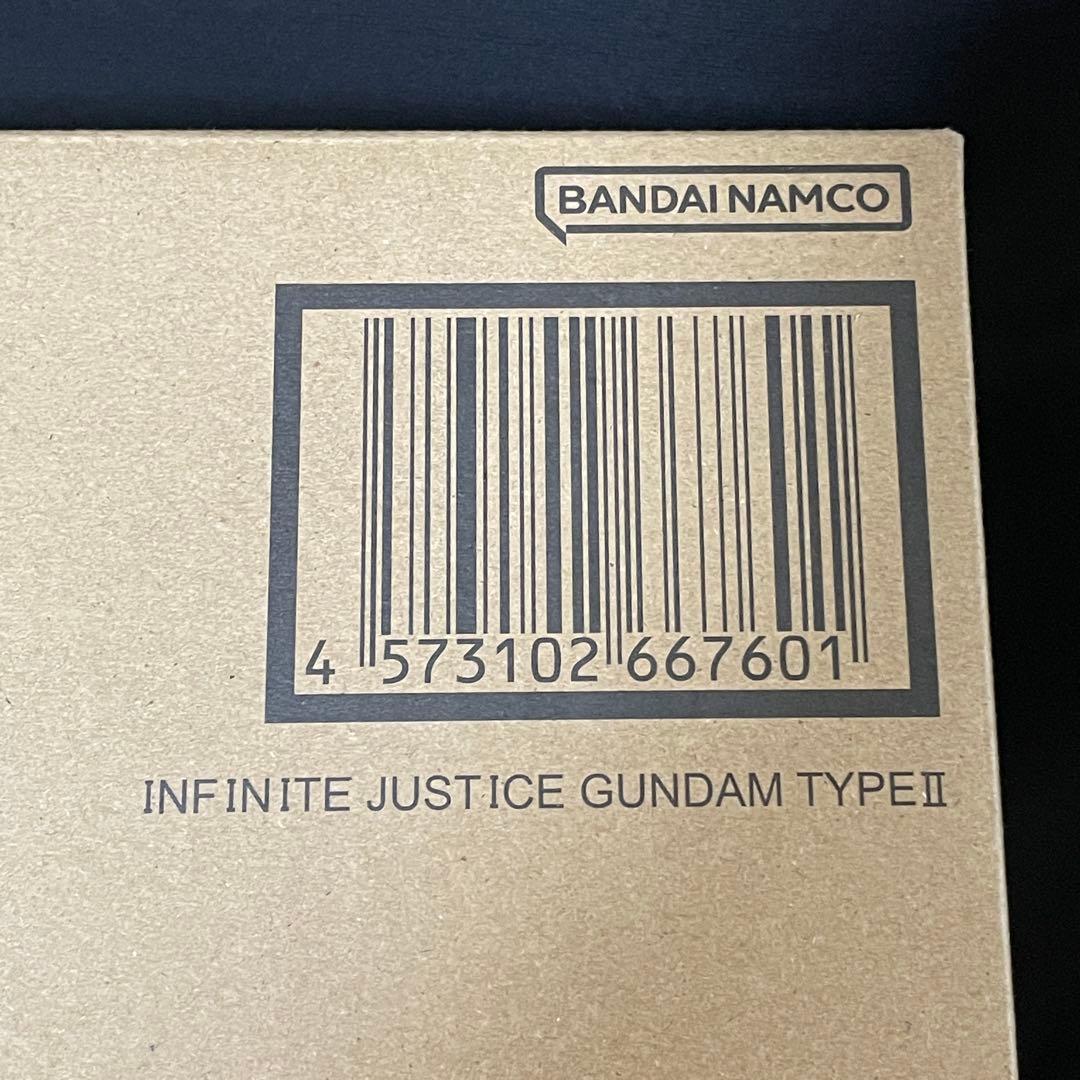 BANDAI NAMCO
4 573102 667601
INFINITE JUSTICE GUNDAM TYPEⅡ